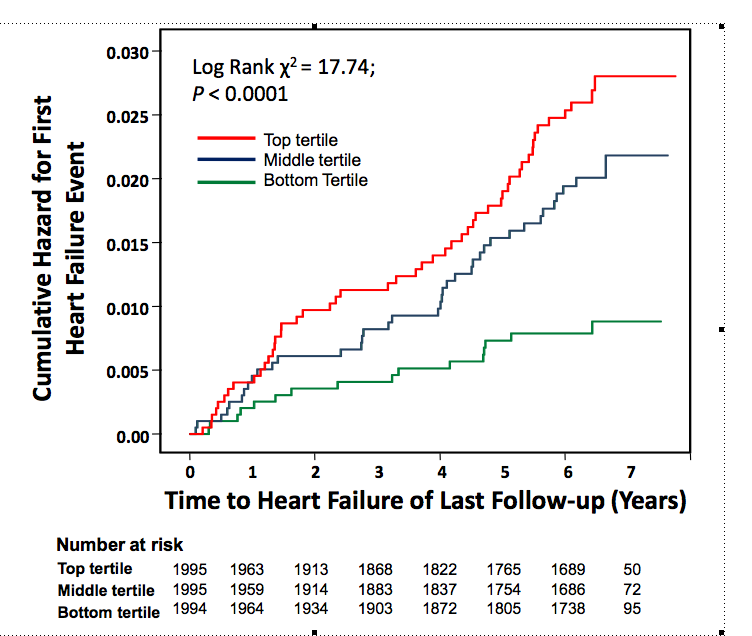 0.030
0.025
0.020
0.015
0.010
0.005
0.00
Cumulative Hazard for First
Heart Failure Event
Log Rank χ² = 17.74;
P < 0.0001
Top tertile
Middle tertile
Bottom Tertile
0 1 2 3 4 5 6 7
Time to Heart Failure of Last Follow-up (Years)
Number at risk
Top tertile 1995 1963 1913 1868 1822 1765 1689 50
Middle tertile 1995 1959 1914 1883 1837 1754 1686 72
Bottom tertile 1994 1964 1934 1903 1872 1805 1738 95